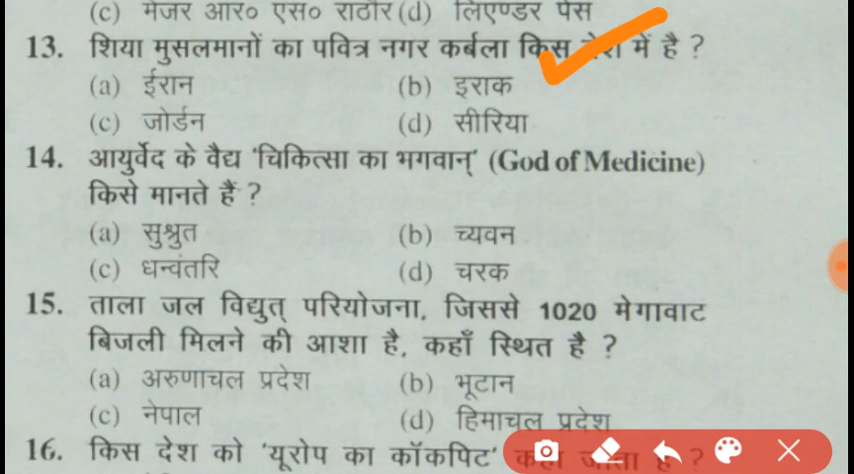 (c) मेजर आर० एस० राठौर (d) लिएण्डर पेस
13. शिया मुसलमानों का पवित्र नगर कर्बला किस में है ?
(a) ईरान (b) इराक
(c) जोर्डन (d) सीरिया
14. आयुर्वेद के वैद्य 'चिकित्सा का भगवान्' (God of Medicine)
किसे मानते हैं ?
(a) सुश्रुत (b) च्यवन
(c) धन्वंतरि (d) चरक
15. ताला जल विद्युत् परियोजना, जिससे 1020 मेगावाट
बिजली मिलने की आशा है, कहाँ स्थित है ?
(a) अरुणाचल प्रदेश (b) भूटान
(c) नेपाल (d) हिमाचल प्रदेश
16. किस देश को 'यूरोप का कॉकपिट' कहा जाता है ?